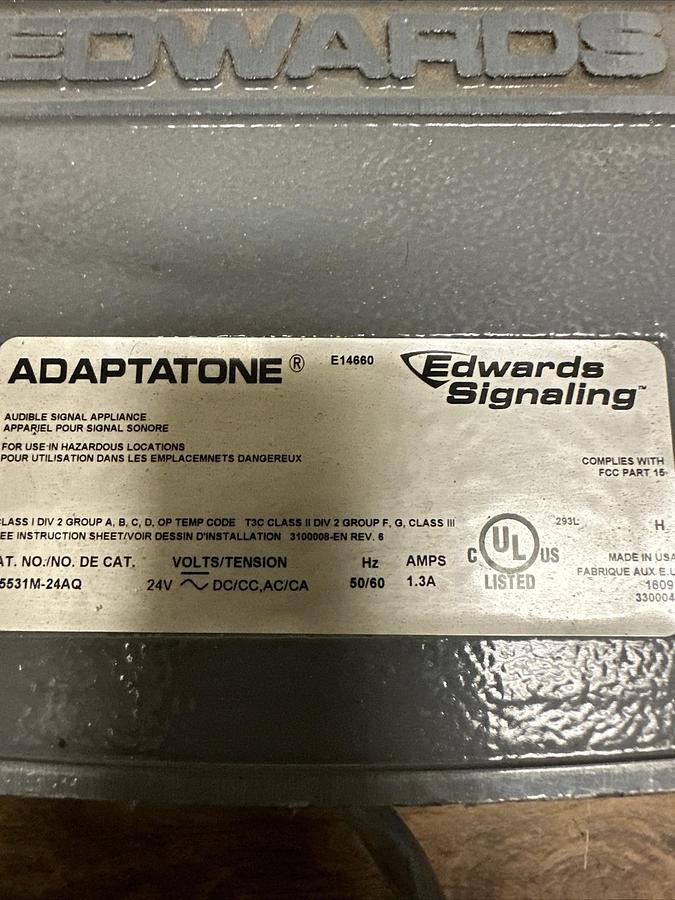 EDWARDS
ADAPTATONE® E14660 Edwards Signaling™
AUDIBLE SIGNAL APPLIANCE
APPAREIL POUR SIGNAL SONORE
FOR USE IN HAZARDOUS LOCATIONS
POUR UTILISATION DANS LES EMPLACEMNETS DANGEREUX
COMPLIES WITH
FCC PART 15
CLASS I DIV 2 GROUP A, B, C, D, OP TEMP CODE T3C CLASS II DIV 2 GROUP F, G, CLASS III
EE INSTRUCTION SHEET/VOIR DESSIN D'INSTALLATION 3100008-EN REV. 6
293L H
C UL US
LISTED
AT. NO./NO. DE CAT. VOLTS/TENSION Hz AMPS
5531M-24AQ 24V DC/CC,AC/CA 50/60 1.3A
MADE IN USA
FABRIQUE AUX E.U
1809
330004